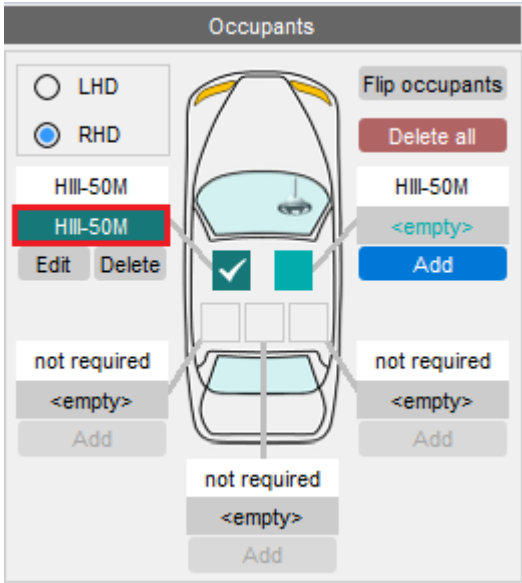 Occupants
LHD
RHD
Flip occupants
Delete all
HIII-50M
HIII-50M
Edit
Delete
HIII-50M
<empty>
Add
not required
<empty>
Add
not required
<empty>
Add
not required
<empty>
Add